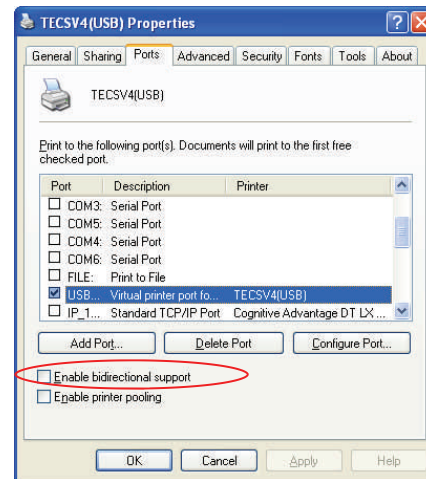 TECSV4(USB) Properties
General Sharing Ports Advanced Security Fonts Tools About
TECSV4(USB)
Print to the following port(s). Documents will print to the first free
checked port.
Port Description Printer
COM3: Serial Port
COM5: Serial Port
COM4: Serial Port
COM6: Serial Port
FILE: Print to File
USB... Virtual printer port fo... TECSV4(USB)
IP_1... Standard TCP/IP Port Cognitive Advantage DT LX ...
Add Port... Delete Port Configure Port...
Enable bidirectional support
Enable printer pooling
OK Cancel Apply Help